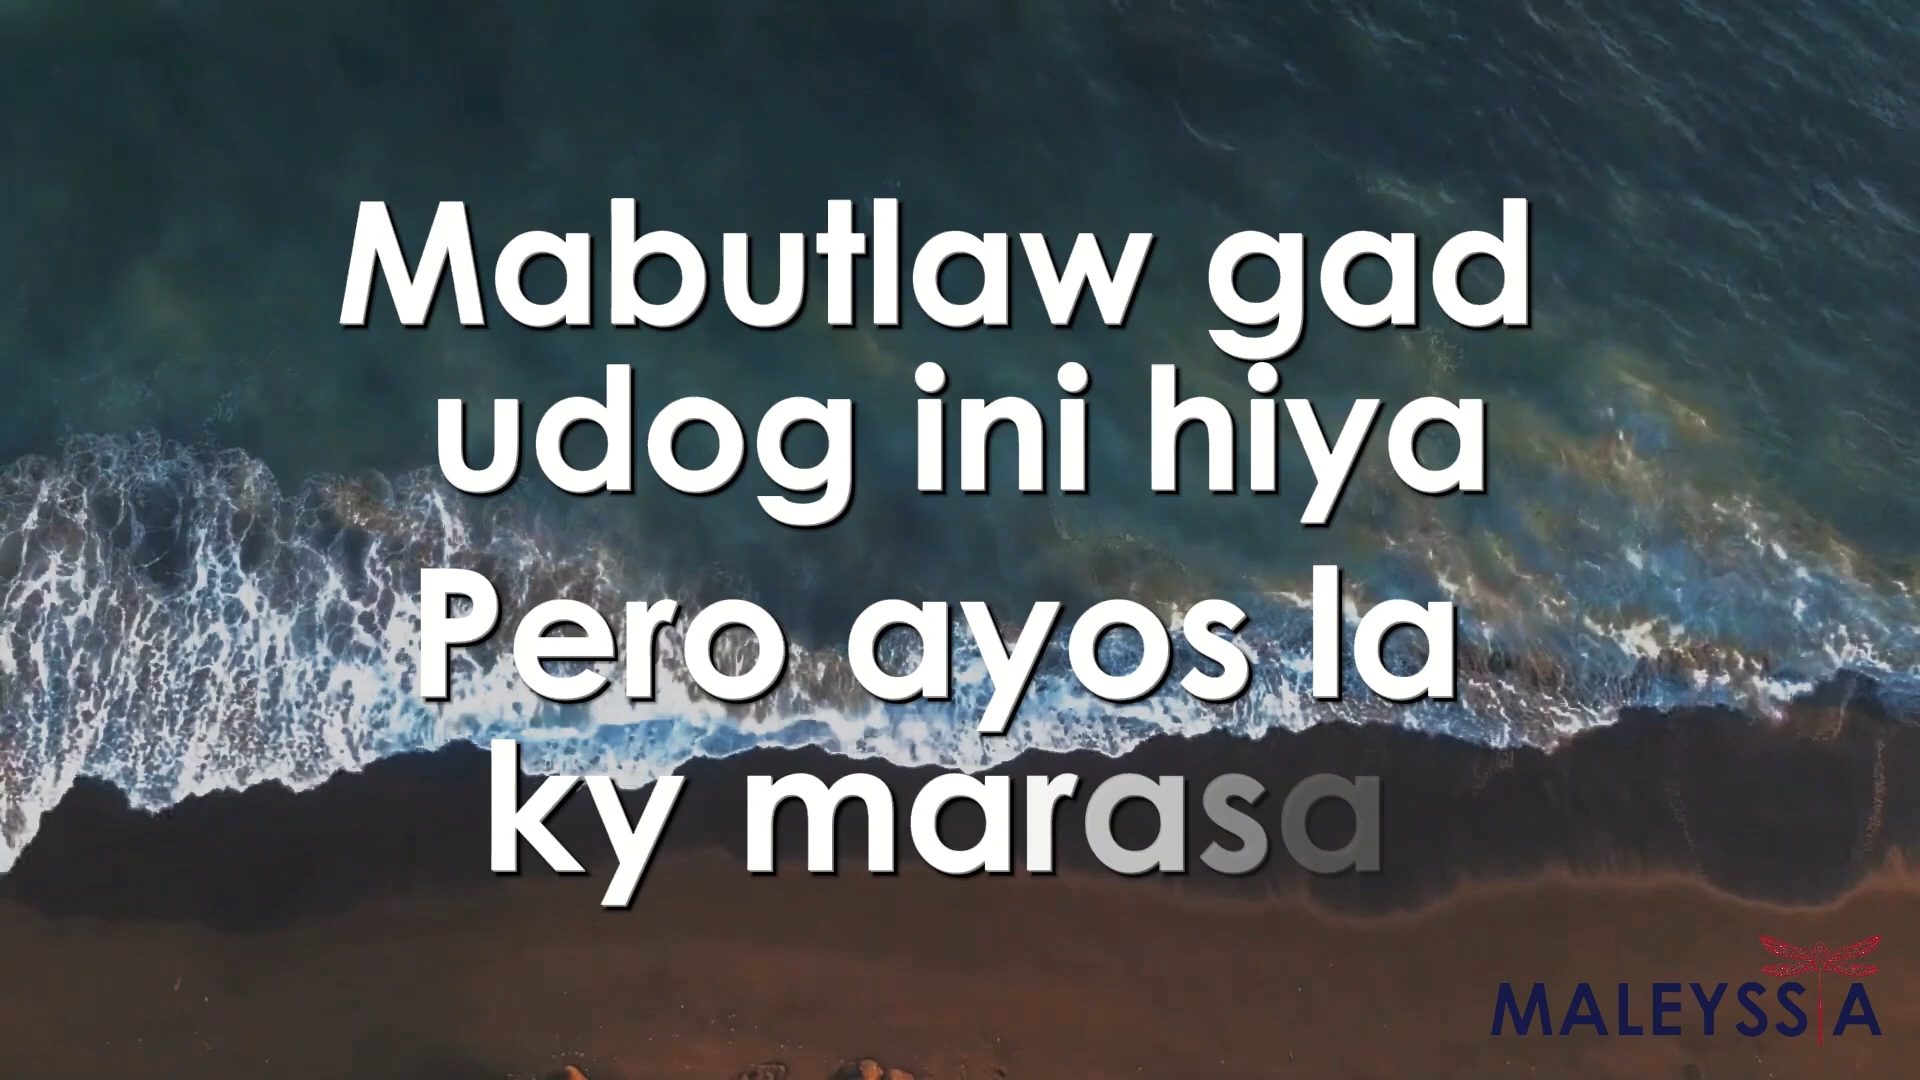 Mabutlaw gad
udog ini hiya
Pero ayos la
ky marasa
MALEYSSIA